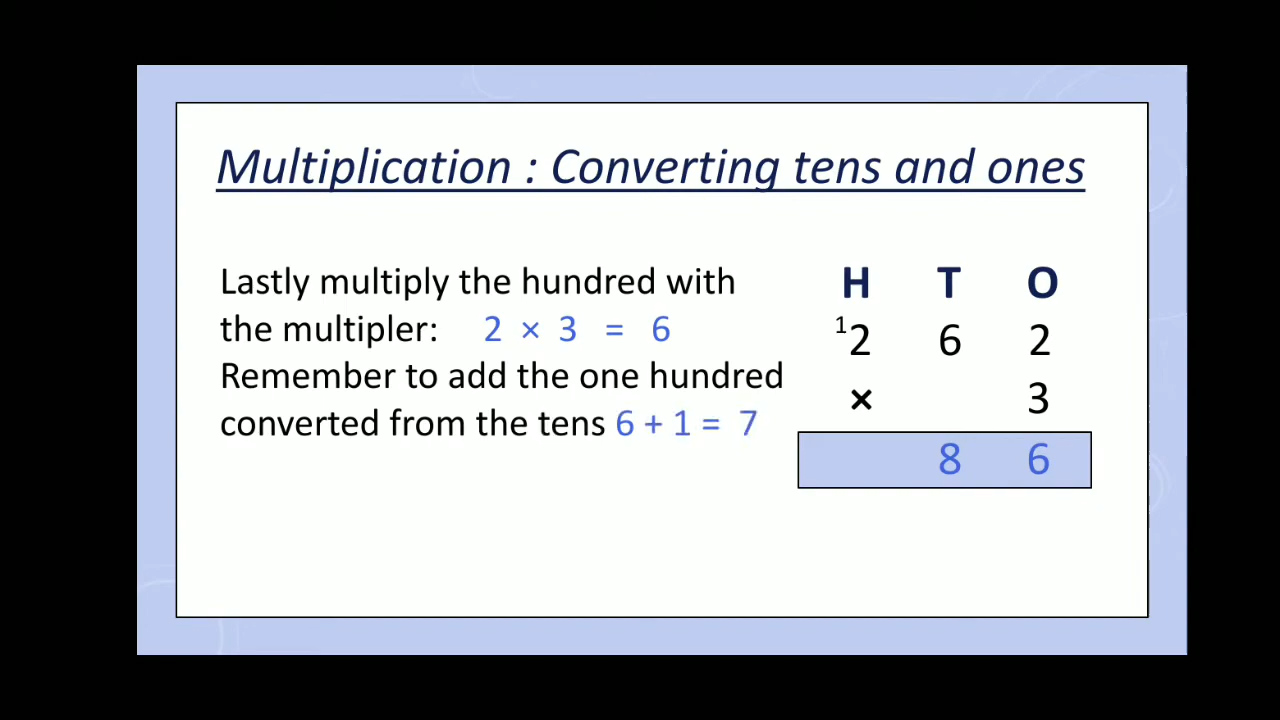 Multiplication : Converting tens and ones
Lastly multiply the hundred with
the multipler: 2 × 3 = 6
Remember to add the one hundred
converted from the tens 6 + 1 = 7
H T O
¹2 6 2
× 3
8 6